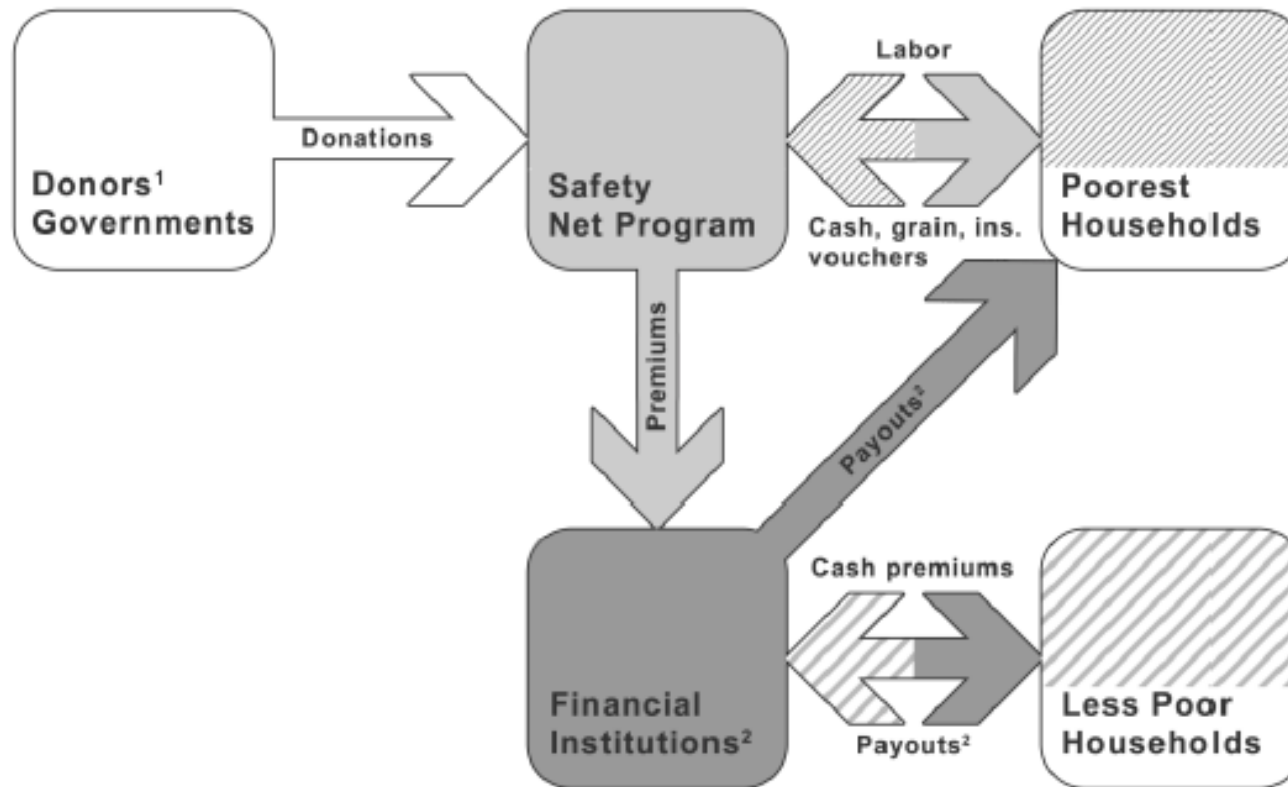 Labor
Donations
Donors¹
Governments
Safety
Net Program
Poorest
Households
Cash, grain, ins.
vouchers
Premiums
Payouts²
Cash premiums
Financial
Institutions²
Payouts²
Less Poor
Households